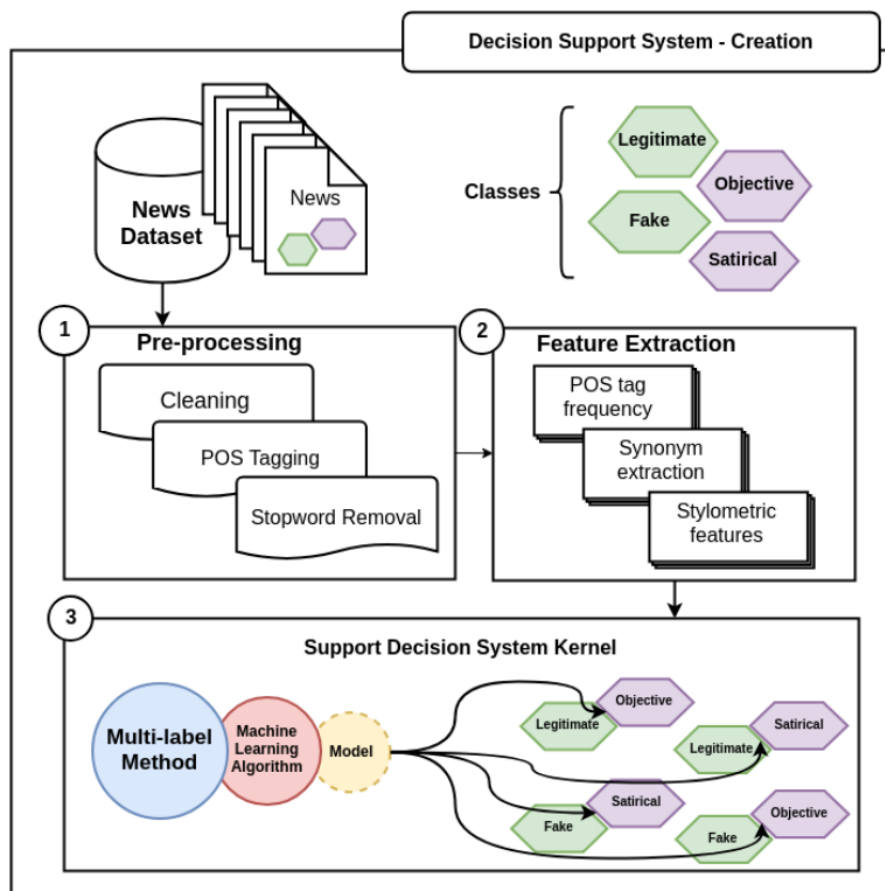 Decision Support System - Creation
News
Dataset
News
Classes
Legitimate
Objective
Fake
Satirical
1
Pre-processing
Cleaning
POS Tagging
Stopword Removal
2
Feature Extraction
POS tag
frequency
Synonym
extraction
Stylometric
features
3
Support Decision System Kernel
Multi-label
Method
Machine
Learning
Algorithm
Model
Legitimate
Objective
Legitimate
Satirical
Fake
Satirical
Fake
Objective